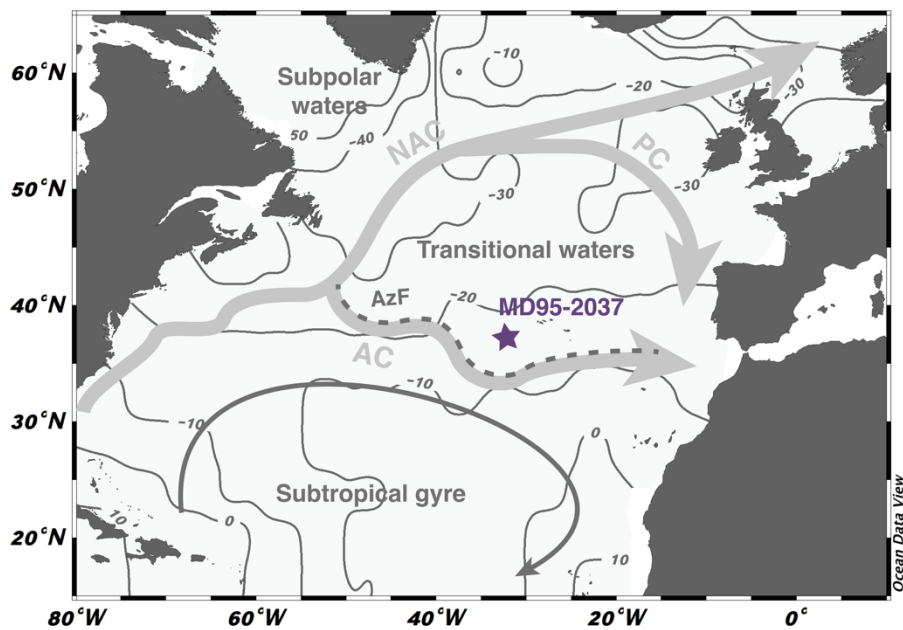 60°N
50°N
40°N
30°N
20°N
80°W
60°W
40°W
20°W
0°
Subpolar
waters
NAC
PC
Transitional waters
AzF
MD95-2037
AC
Subtropical gyre
-10
-20
-30
50
-40
-30
-30
-20
-10
-10
0
0
10
10
Ocean Data View